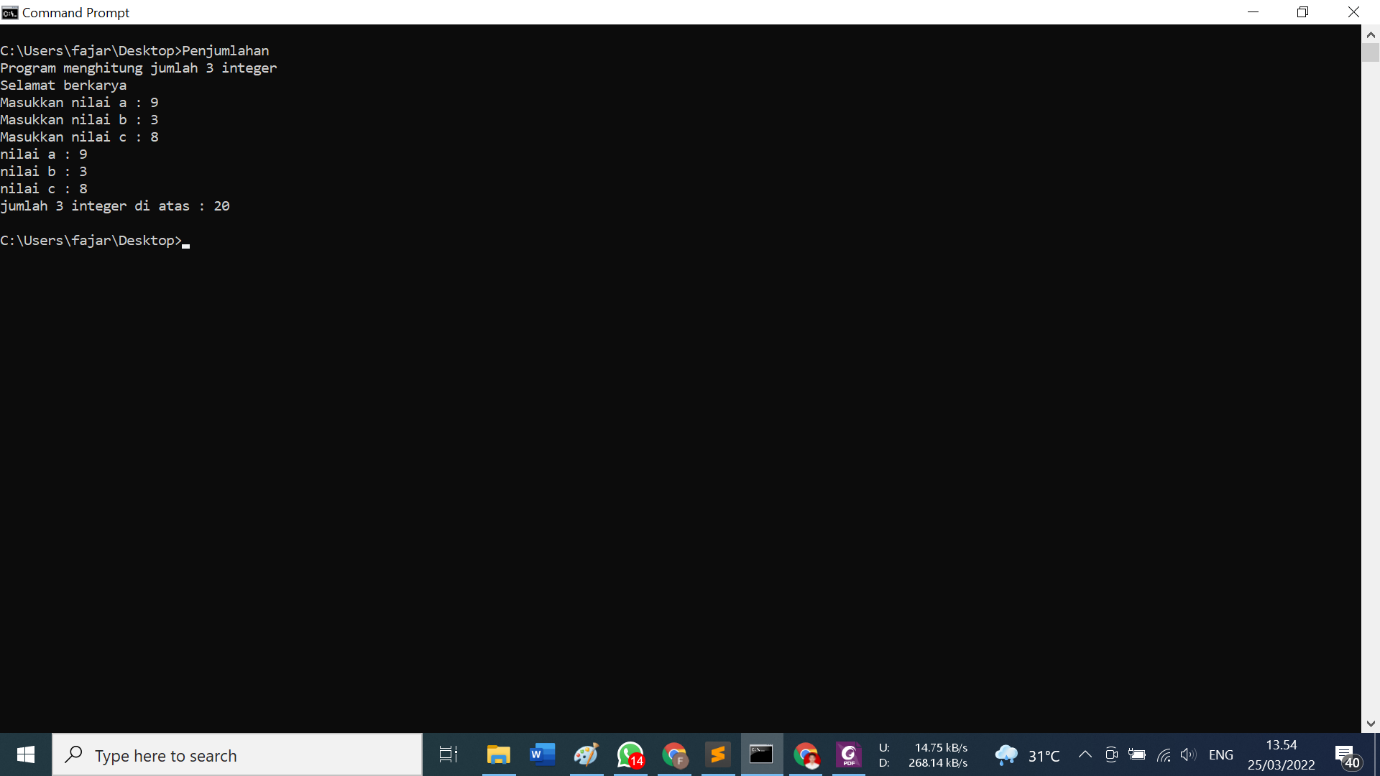 Command Prompt
C:\Users\fajar\Desktop>Penjumlahan
Program menghitung jumlah 3 integer
Selamat berkarya
Masukkan nilai a : 9
Masukkan nilai b : 3
Masukkan nilai c : 8
nilai a : 9
nilai b : 3
nilai c : 8
jumlah 3 integer di atas : 20
C:\Users\fajar\Desktop>
Type here to search
14
F
PDF
U: 14.75 kB/s
D: 268.14 kB/s
31°C
ENG
13.54
25/03/2022
40